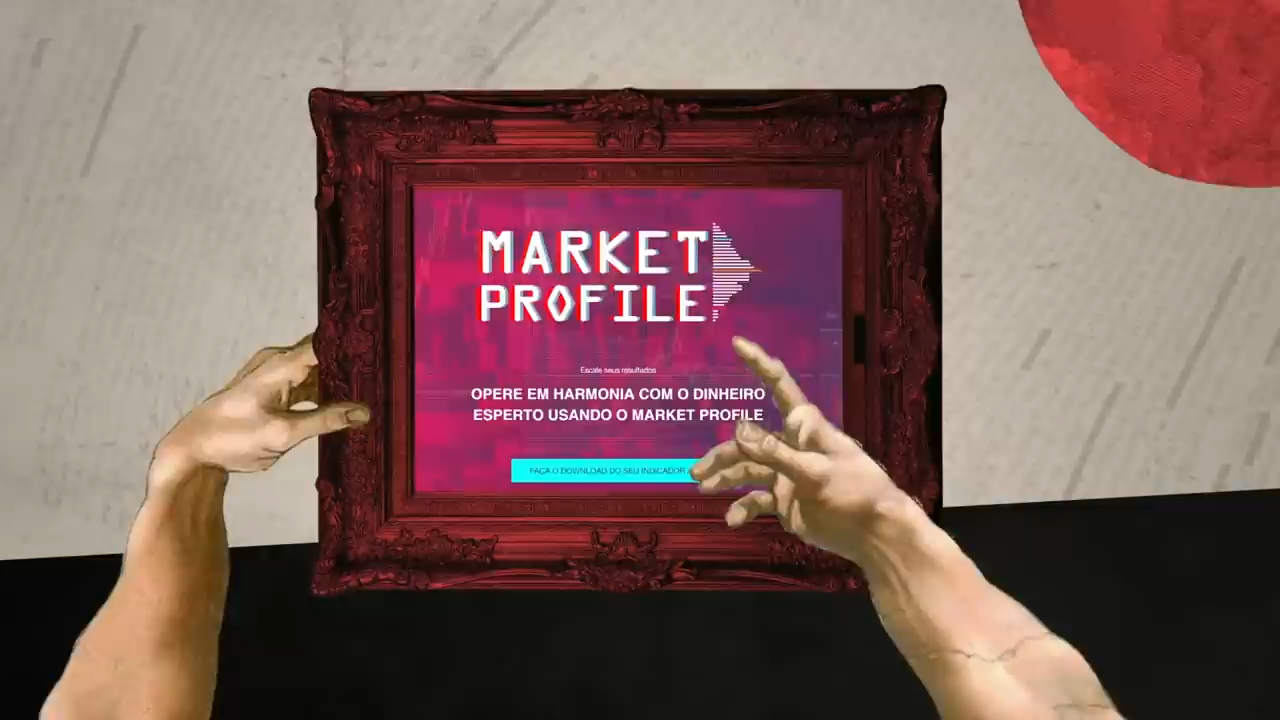 MARKET
PROFILE
Escale seus resultados
OPERE EM HARMONIA COM O DINHEIRO
ESPERTO USANDO O MARKET PROFILE
FAÇA O DOWNLOAD DO SEU INDICADOR